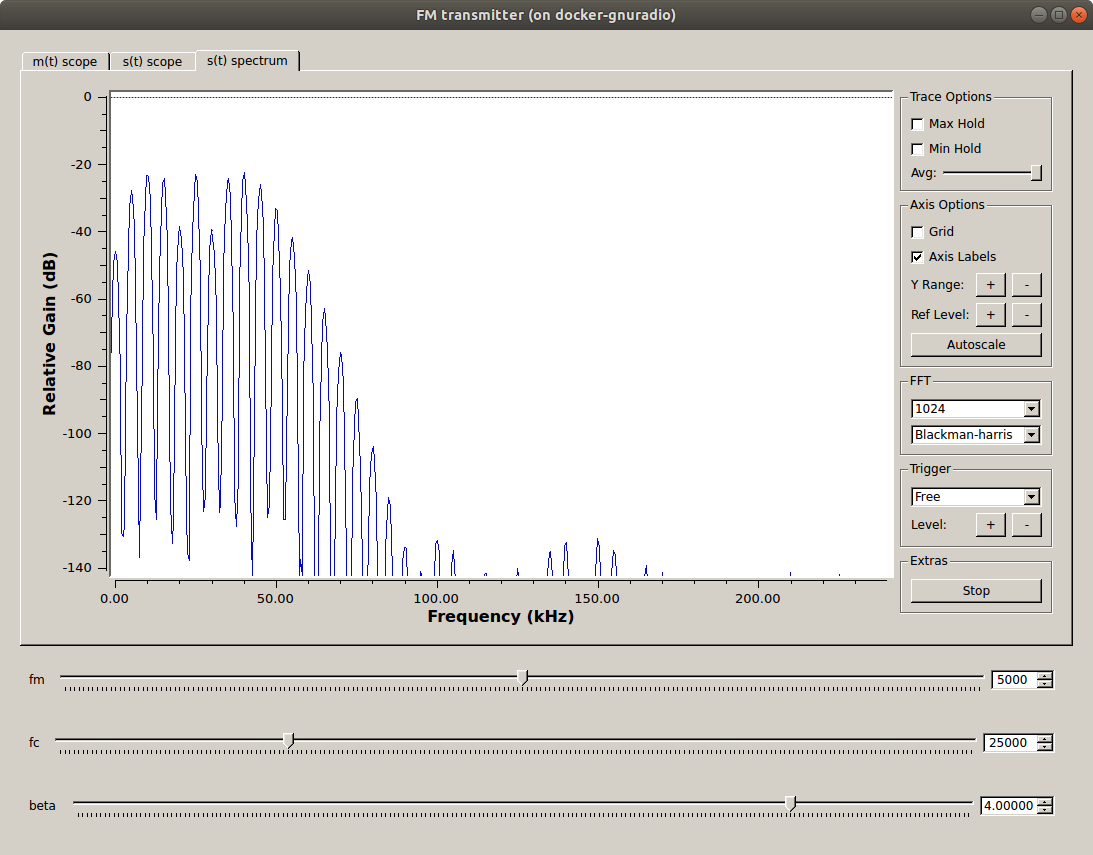 FM transmitter (on docker-gnuradio)
m(t) scope s(t) scope s(t) spectrum
Relative Gain (dB)
0
-20
-40
-60
-80
-100
-120
-140
0.00 50.00 100.00 150.00 200.00
Frequency (kHz)
Trace Options
Max Hold
Min Hold
Avg:
Axis Options
Grid
Axis Labels
Y Range: + -
Ref Level: + -
Autoscale
FFT
1024
Blackman-harris
Trigger
Free
Level: + -
Extras
Stop
fm 5000
fc 25000
beta 4.00000